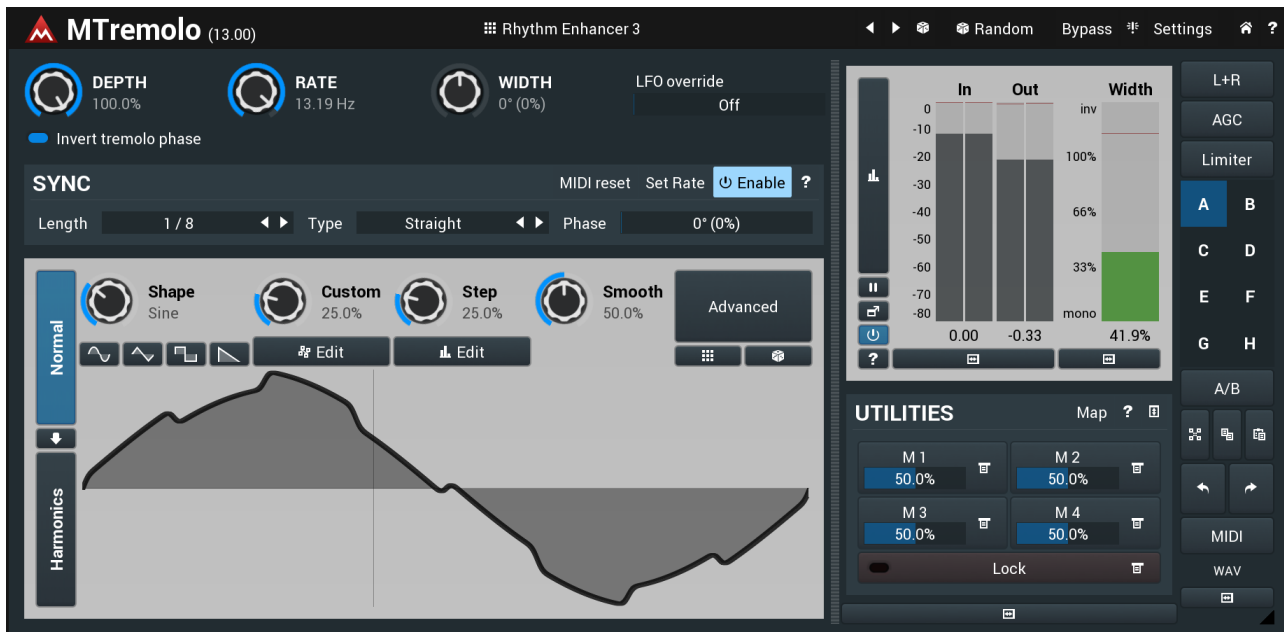 MTremolo (13.00) Rhythm Enhancer 3 Random Bypass Settings ?
DEPTH
100.0%
RATE
13.19 Hz
WIDTH
0° (0%)
LFO override
Off
Invert tremolo phase
SYNC MIDI reset Set Rate Enable ?
Length 1 / 8 Type Straight Phase 0° (0%)
Normal
Harmonics
Shape
Sine
Custom
25.0%
Step
25.0%
Smooth
50.0%
Advanced
Edit
Edit
In Out Width
0
-10
-20
-30
-40
-50
-60
-70
-80
inv
100%
66%
33%
mono
0.00 -0.33 41.9%
?
UTILITIES Map ?
M 1
50.0%
M 2
50.0%
M 3
50.0%
M 4
50.0%
Lock
L+R
AGC
Limiter
A B
C D
E F
G H
A/B
MIDI
WAV